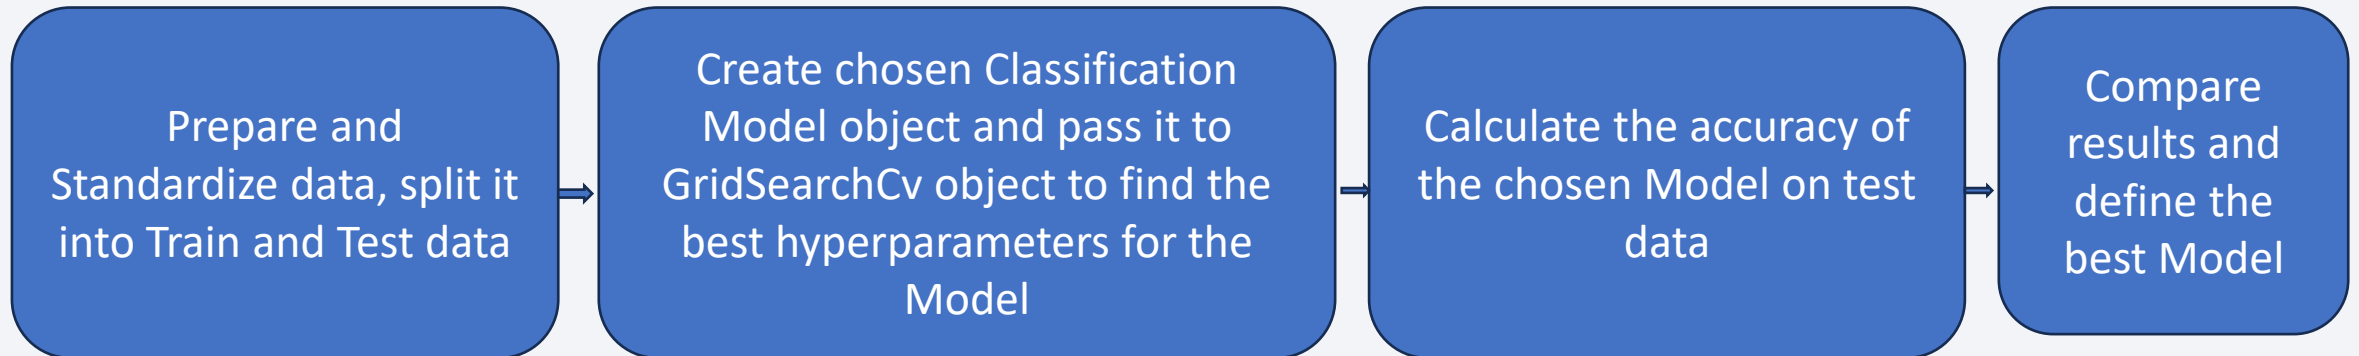 Prepare and
Standardize data, split it
into Train and Test data
Create chosen Classification
Model object and pass it to
GridSearchCv object to find the
best hyperparameters for the
Model
Calculate the accuracy of
the chosen Model on test
data
Compare
results and
define the
best Model